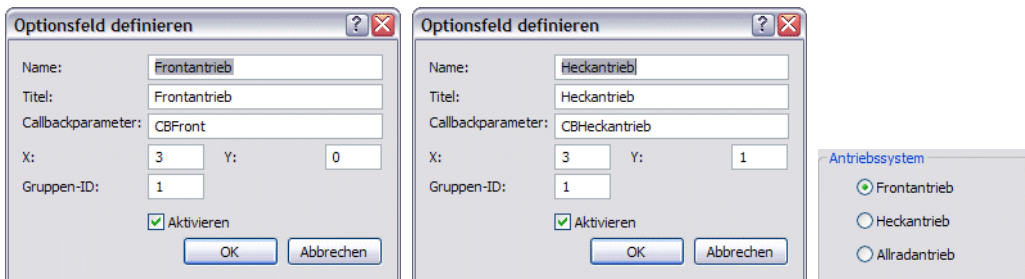 Optionsfeld definieren
Name: Frontantrieb
Titel: Frontantrieb
Callbackparameter: CBFront
X: 3 Y: 0
Gruppen-ID: 1
Aktivieren
OK Abbrechen
Optionsfeld definieren
Name: Heckantrieb
Titel: Heckantrieb
Callbackparameter: CBHeckantrieb
X: 3 Y: 1
Gruppen-ID: 1
Aktivieren
OK Abbrechen
Antriebssystem
Frontantrieb
Heckantrieb
Allradantrieb